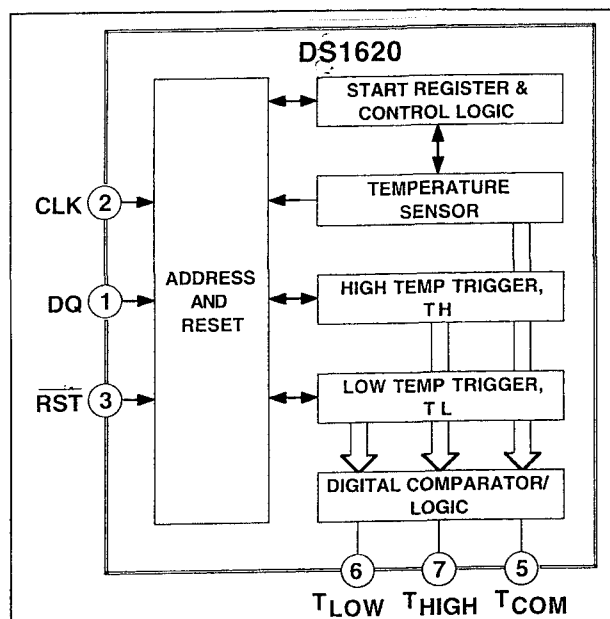 DS1620
START REGISTER &
CONTROL LOGIC
TEMPERATURE
SENSOR
CLK 2
ADDRESS
AND
RESET
DQ 1
HIGH TEMP TRIGGER,
TH
RST 3
LOW TEMP TRIGGER,
TL
DIGITAL COMPARATOR/
LOGIC
6 7 5
TLOW THIGH TCOM